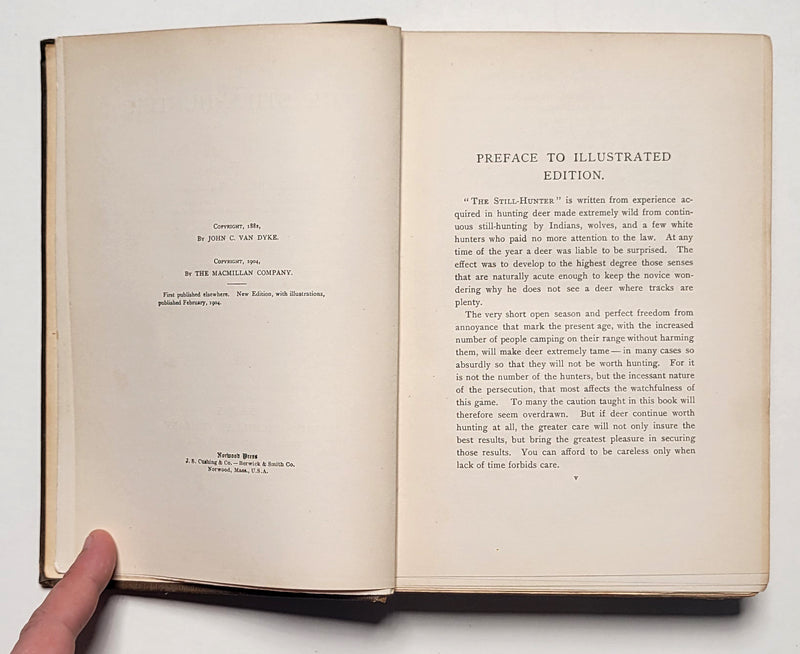 COPYRIGHT, 1882,
BY JOHN C. VAN DYKE.
COPYRIGHT, 1904,
BY THE MACMILLAN COMPANY.
First published elsewhere. New Edition, with illustrations,
published February, 1904.
Norwood Press
J. S. Cushing & Co. — Berwick & Smith Co.
Norwood, Mass., U.S.A.
PREFACE TO ILLUSTRATED
EDITION.
"THE STILL-HUNTER" is written from experience ac-
quired in hunting deer made extremely wild from contin-
uous still-hunting by Indians, wolves, and a few white
hunters who paid no more attention to the law. At any
time of the year a deer was liable to be surprised. The
effect was to develop to the highest degree those senses
that are naturally acute enough to keep the novice won-
dering why he does not see a deer where tracks are
plenty.
The very short open season and perfect freedom from
annoyance that mark the present age, with the increased
number of people camping on their range without harming
them, will make deer extremely tame — in many cases so
absurdly so that they will not be worth hunting. For it
is not the number of the hunters, but the incessant nature
of the persecution, that most affects the watchfulness of
this game. To many the caution taught in this book will
therefore seem overdrawn. But if deer continue worth
hunting at all, the greater care will not only insure the
best results, but bring the greatest pleasure in securing
those results. You can afford to be careless only when
lack of time forbids care.
v